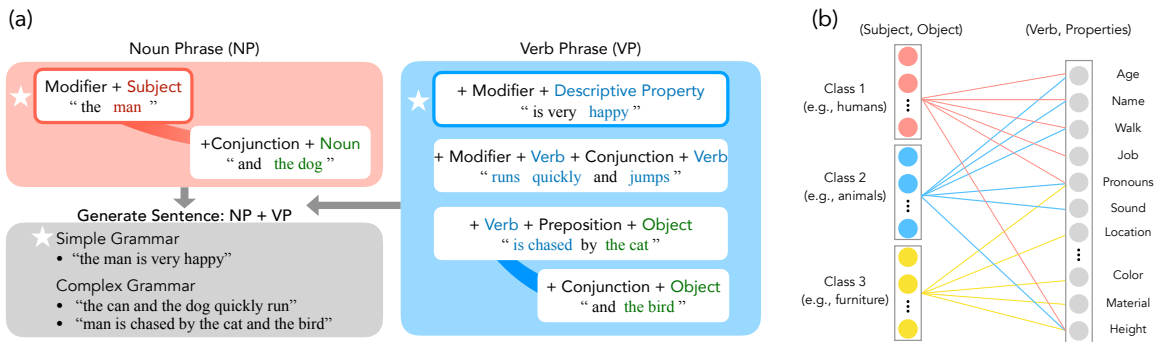 (a)
Noun Phrase (NP)
Modifier + Subject
“ the man ”
+Conjunction + Noun
“ and the dog ”
Generate Sentence: NP + VP
Simple Grammar
• “the man is very happy”
Complex Grammar
• “the can and the dog quickly run”
• “man is chased by the cat and the bird”
Verb Phrase (VP)
+ Modifier + Descriptive Property
“ is very happy ”
+ Modifier + Verb + Conjunction + Verb
“ runs quickly and jumps ”
+ Verb + Preposition + Object
“ is chased by the cat ”
+ Conjunction + Object
“ and the bird ”
(b)
(Subject, Object)
(Verb, Properties)
Class 1
(e.g., humans)
Class 2
(e.g., animals)
Class 3
(e.g., furniture)
Age
Name
Walk
Job
Pronouns
Sound
Location
Color
Material
Height